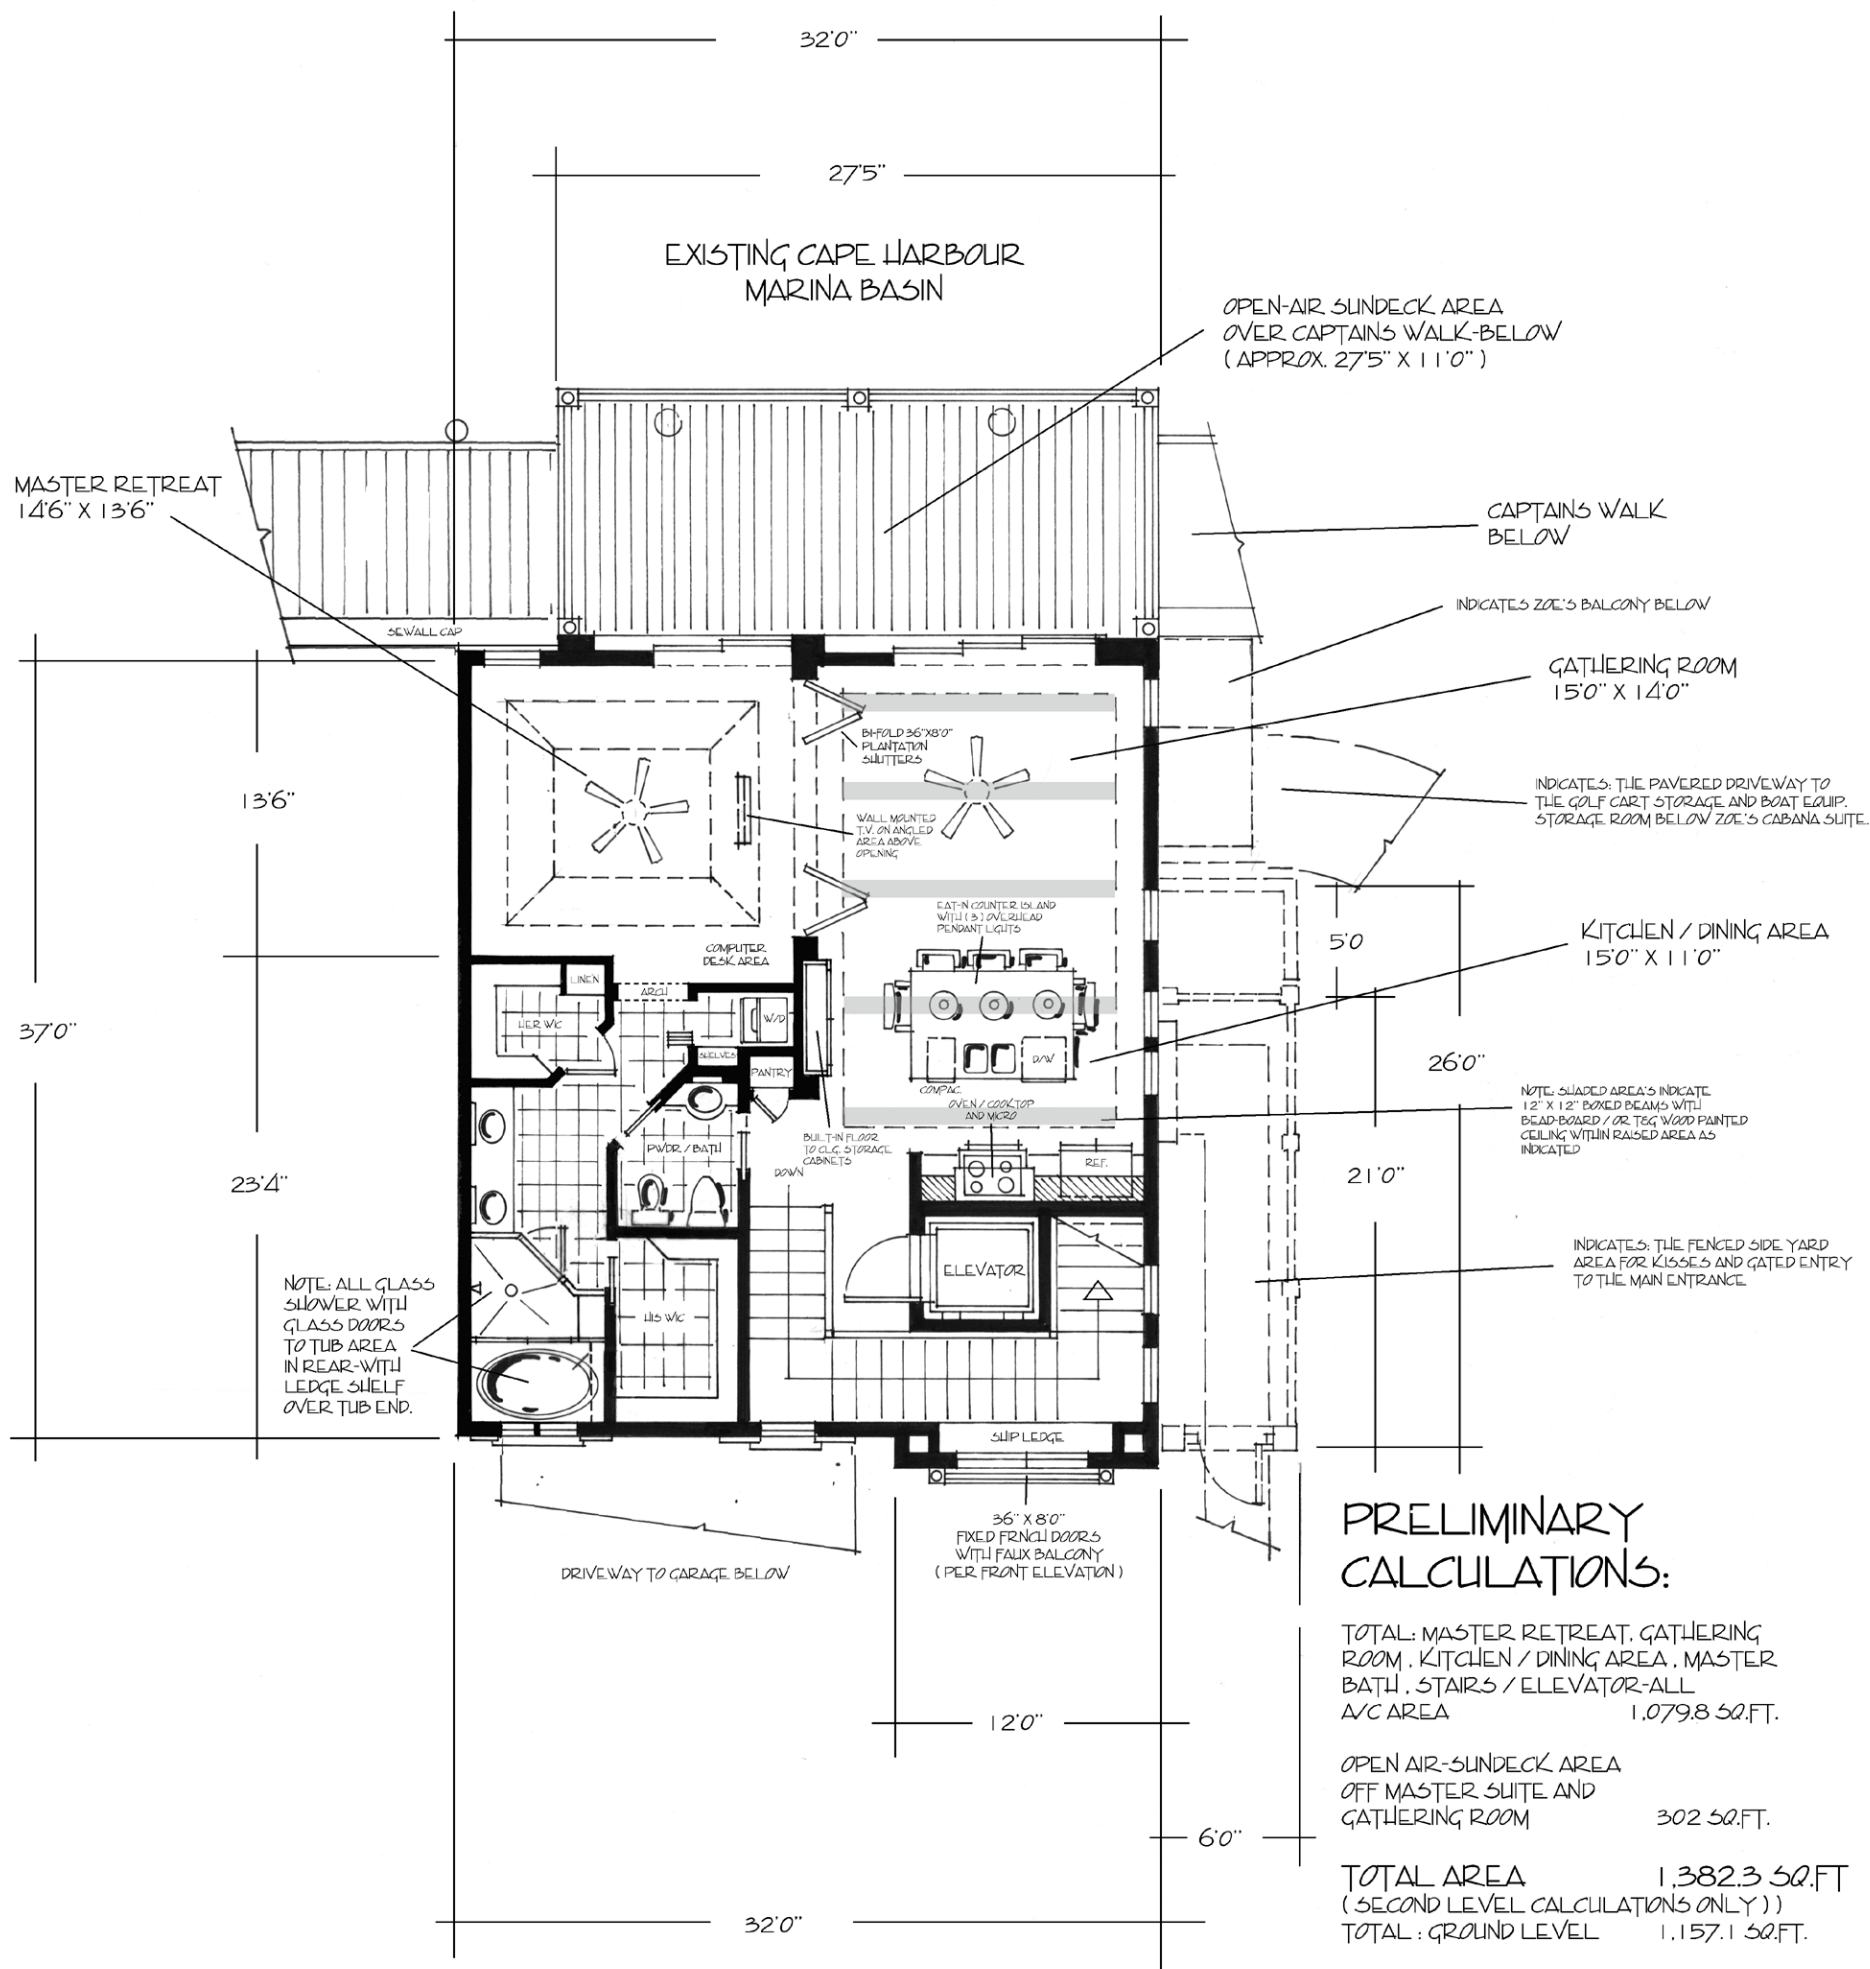 32'0"
27'5"
EXISTING CAPE HARBOUR
MARINA BASIN
OPEN-AIR SUNDECK AREA
OVER CAPTAINS WALK-BELOW
( APPROX. 27'5" X 11'0" )
MASTER RETREAT
14'6" X 13'6"
CAPTAINS WALK
BELOW
SEWALL CAP
INDICATES ZOE'S BALCONY BELOW
GATHERING ROOM
15'0" X 14'0"
BI-FOLD 36"X8'0"
PLANTATION
SHUTTERS
13'6"
INDICATES: THE PAVERED DRIVEWAY TO
THE GOLF CART STORAGE AND BOAT EQUIP.
STORAGE ROOM BELOW ZOE'S CABANA SUITE.
WALL MOUNTED
T.V. ON ANGLED
AREA ABOVE
OPENING
EAT-IN COUNTER ISLAND
WITH ( 3 ) OVERHEAD
PENDANT LIGHTS
5'0
KITCHEN / DINING AREA
15'0" X 11'0"
COMPUTER
DESK AREA
LINEN
ARCH
HER WIC
W/D
37'0"
SHELVES
PANTRY
D/W
COMPAC.
26'0"
OVEN / COOKTOP
AND MICRO
NOTE: SHADED AREA'S INDICATE
12" X 12" BOXED BEAMS WITH
BEAD-BOARD / OR T&G WOOD PAINTED
CEILING WITHIN RAISED AREA AS
INDICATED
BUILT-IN FLOOR
TO CLG. STORAGE
CABINETS
PWDR / BATH
DOWN
REF.
23'4"
21'0"
ELEVATOR
INDICATES: THE FENCED SIDE YARD
AREA FOR KISSES AND GATED ENTRY
TO THE MAIN ENTRANCE
NOTE: ALL GLASS
SHOWER WITH
GLASS DOORS
TO TUB AREA
IN REAR-WITH
LEDGE SHELF
OVER TUB END.
HIS WIC
SHIP LEDGE
36" X 8'0"
FIXED FRNCH DOORS
WITH FAUX BALCONY
( PER FRONT ELEVATION )
DRIVEWAY TO GARAGE BELOW
PRELIMINARY
CALCULATIONS:
TOTAL: MASTER RETREAT, GATHERING
ROOM , KITCHEN / DINING AREA , MASTER
BATH , STAIRS / ELEVATOR-ALL
A/C AREA 1,079.8 SQ.FT.
12'0"
OPEN AIR-SUNDECK AREA
OFF MASTER SUITE AND
GATHERING ROOM 302 SQ.FT.
6'0"
TOTAL AREA 1,382.3 SQ.FT
( SECOND LEVEL CALCULATIONS ONLY ) )
TOTAL : GROUND LEVEL 1,157.1 SQ.FT.
32'0"